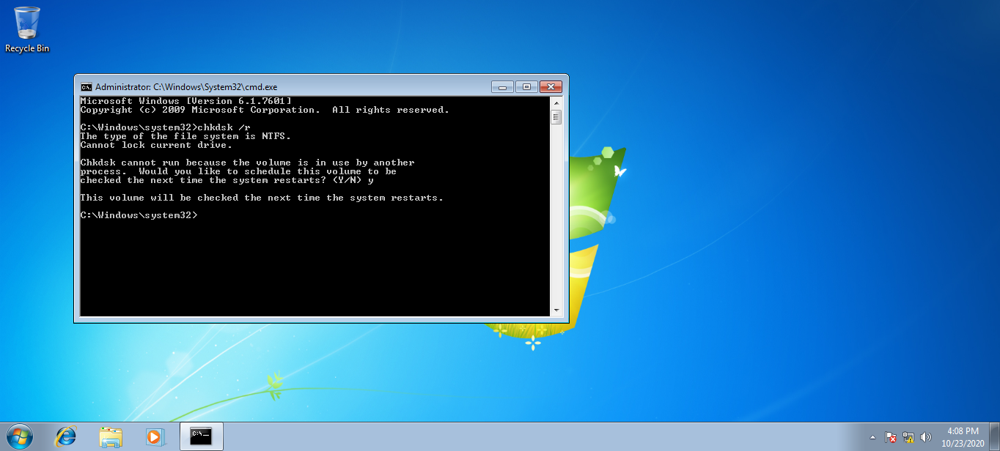 Recycle Bin
Administrator: C:\Windows\System32\cmd.exe
Microsoft Windows [Version 6.1.7601]
Copyright (c) 2009 Microsoft Corporation.  All rights reserved.
C:\Windows\system32>chkdsk /r
The type of the file system is NTFS.
Cannot lock current drive.
Chkdsk cannot run because the volume is in use by another
process.  Would you like to schedule this volume to be
checked the next time the system restarts? (Y/N) y
This volume will be checked the next time the system restarts.
C:\Windows\system32>
4:08 PM
10/23/2020